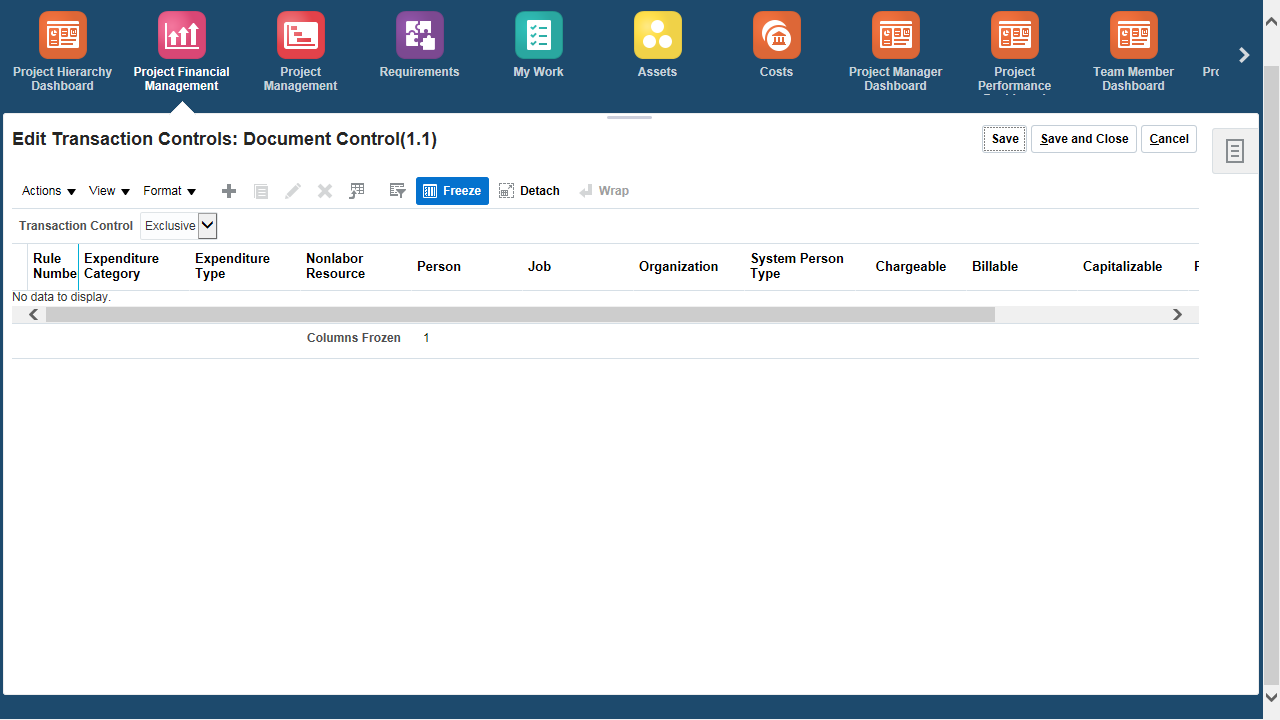 Project Hierarchy
Dashboard
Project Financial
Management
Project
Management
Requirements
My Work
Assets
Costs
Project Manager
Dashboard
Project
Performance
Team Member
Dashboard
Edit Transaction Controls: Document Control(1.1)
Save
Save and Close
Cancel
Actions
View
Format
Freeze
Detach
Wrap
Transaction Control
Exclusive
Rule
Numbe
Expenditure
Category
Expenditure
Type
Nonlabor
Resource
Person
Job
Organization
System Person
Type
Chargeable
Billable
Capitalizable
No data to display.
Columns Frozen 1